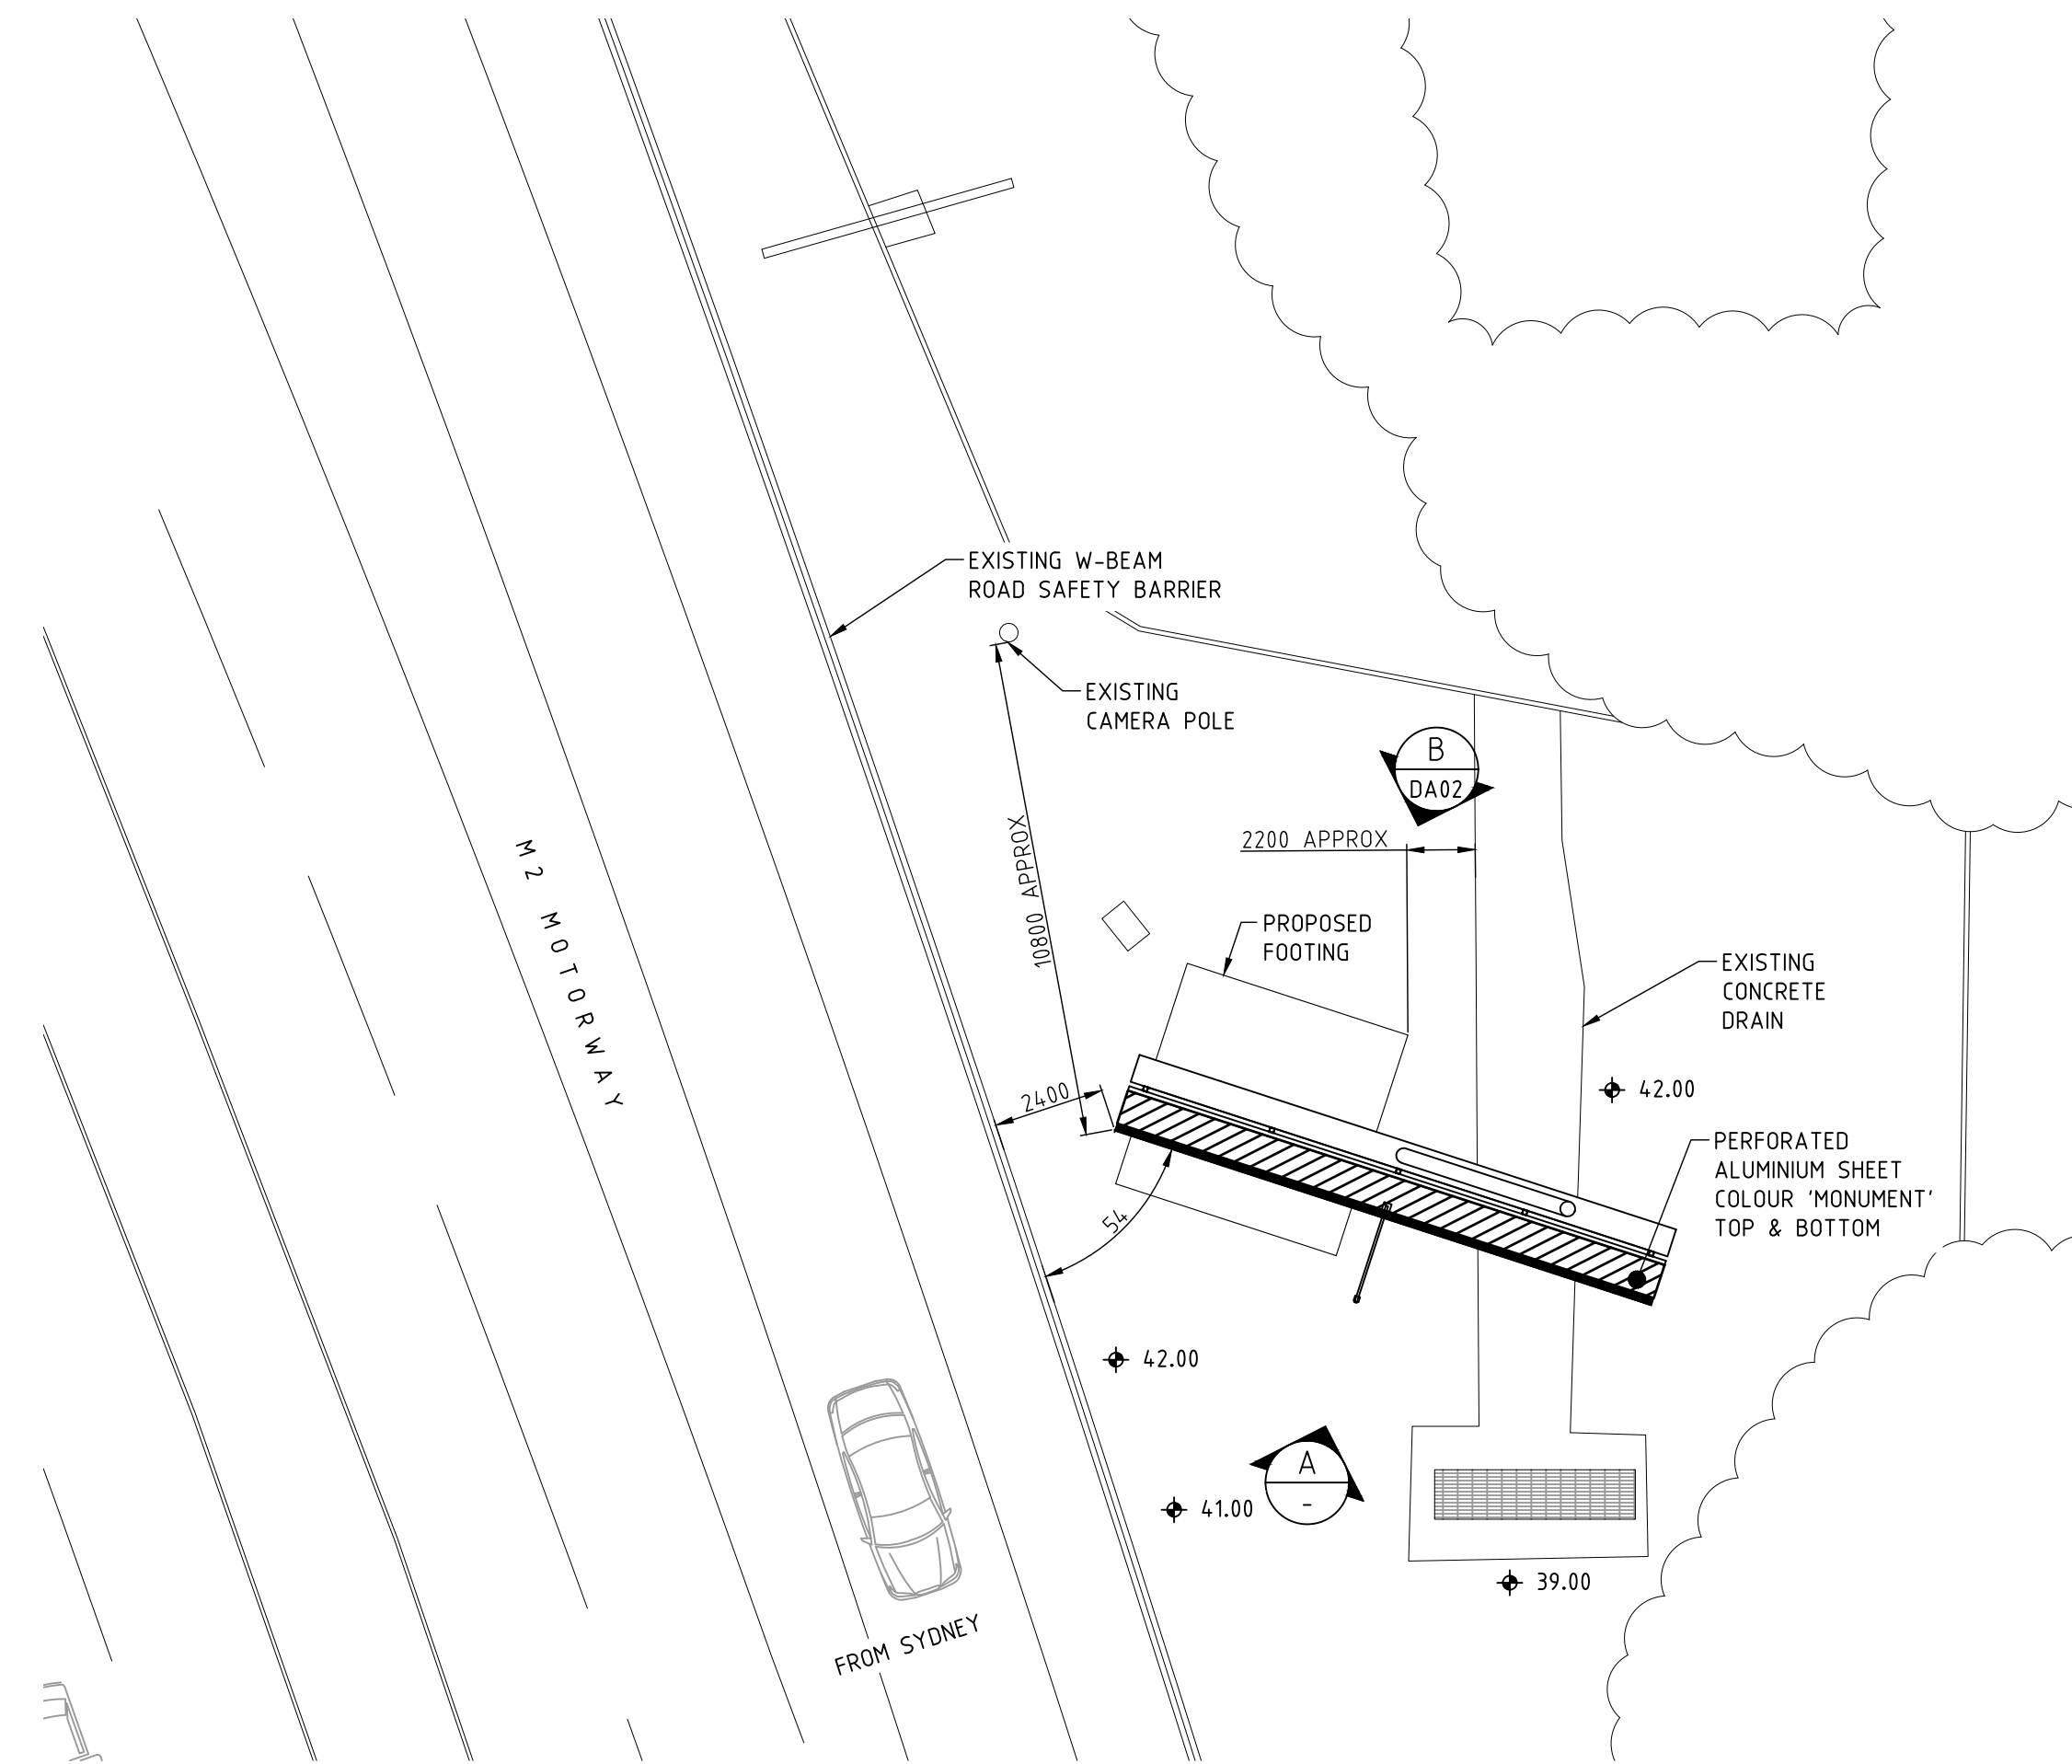 EXISTING W-BEAM
ROAD SAFETY BARRIER
EXISTING
CAMERA POLE
B
DA02
2200 APPROX
10800 APPROX
M2 MOTORWAY
PROPOSED
FOOTING
EXISTING
CONCRETE
DRAIN
42.00
2400
PERFORATED
ALUMINIUM SHEET
COLOUR 'MONUMENT'
TOP & BOTTOM
54
42.00
A
-
41.00
39.00
FROM SYDNEY